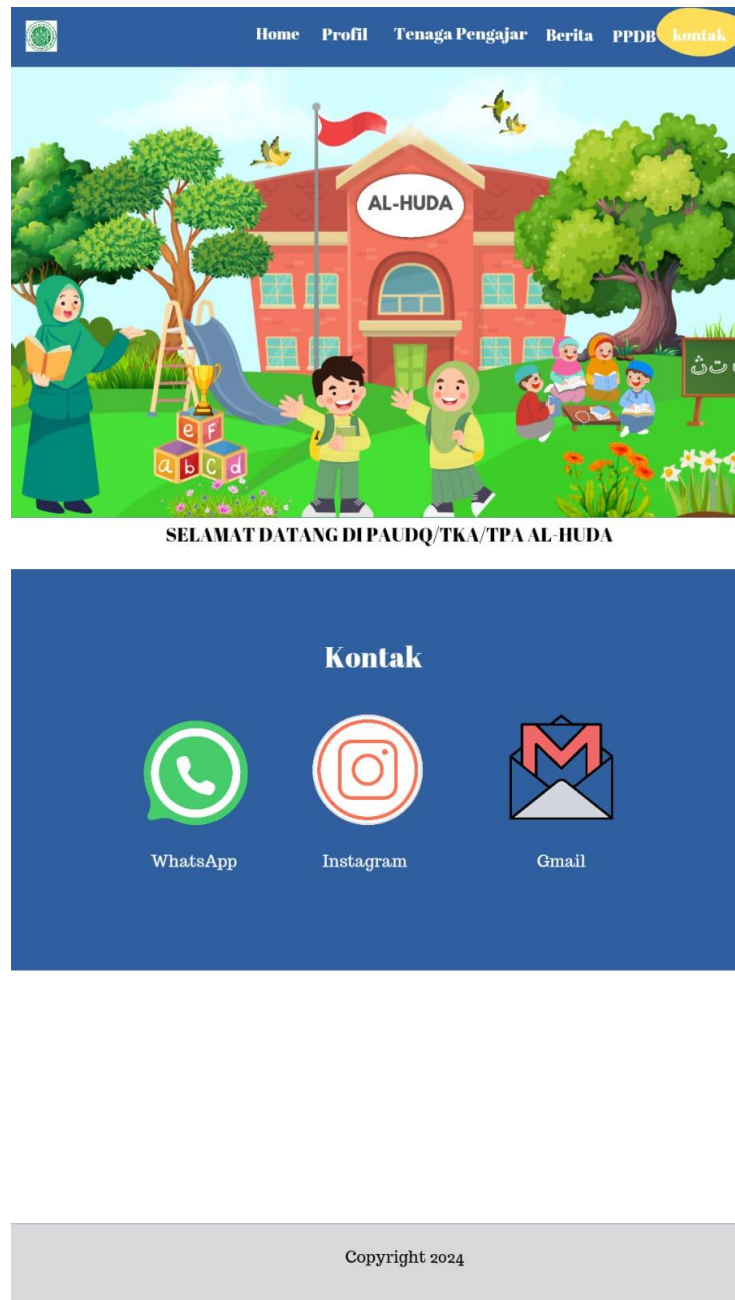 Home Profil Tenaga Pengajar Berita PPDB kontak
AL-HUDA
e F
a b C d
SELAMAT DATANG DI PAUDQ/TKA/TPA AL-HUDA
Kontak
WhatsApp Instagram Gmail
Copyright 2024